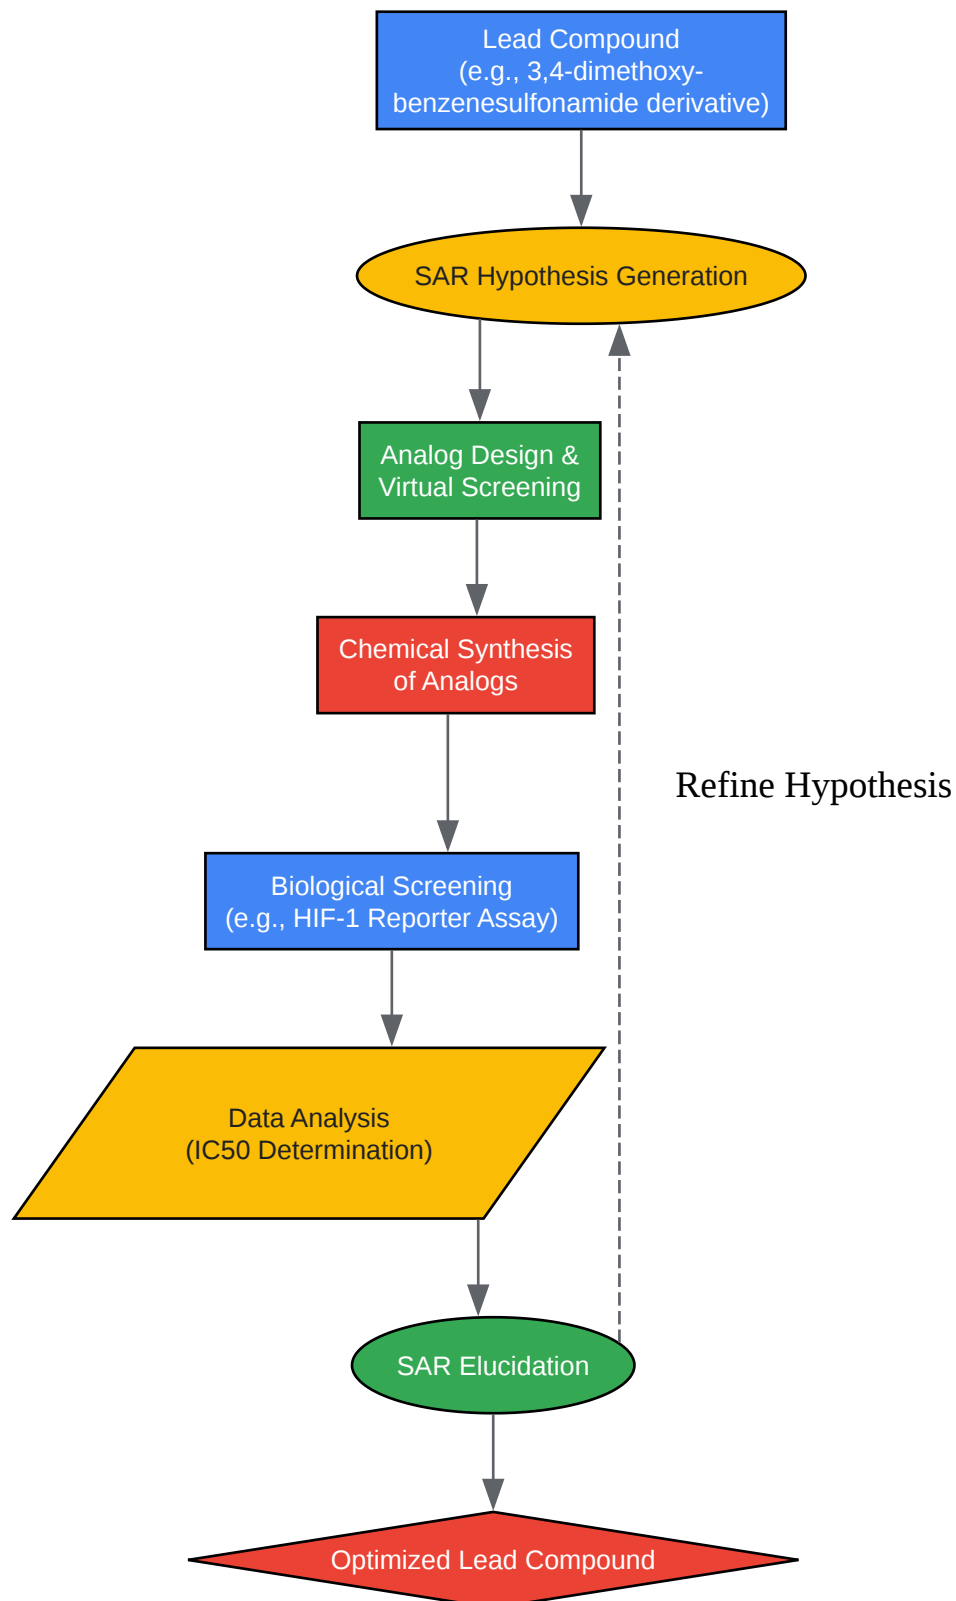 Lead Compound
(e.g., 3,4-dimethoxy-
benzenesulfonamide derivative)
SAR Hypothesis Generation
Analog Design &
Virtual Screening
Chemical Synthesis
of Analogs
Refine Hypothesis
Biological Screening
(e.g., HIF-1 Reporter Assay)
Data Analysis
(IC50 Determination)
SAR Elucidation
Optimized Lead Compound